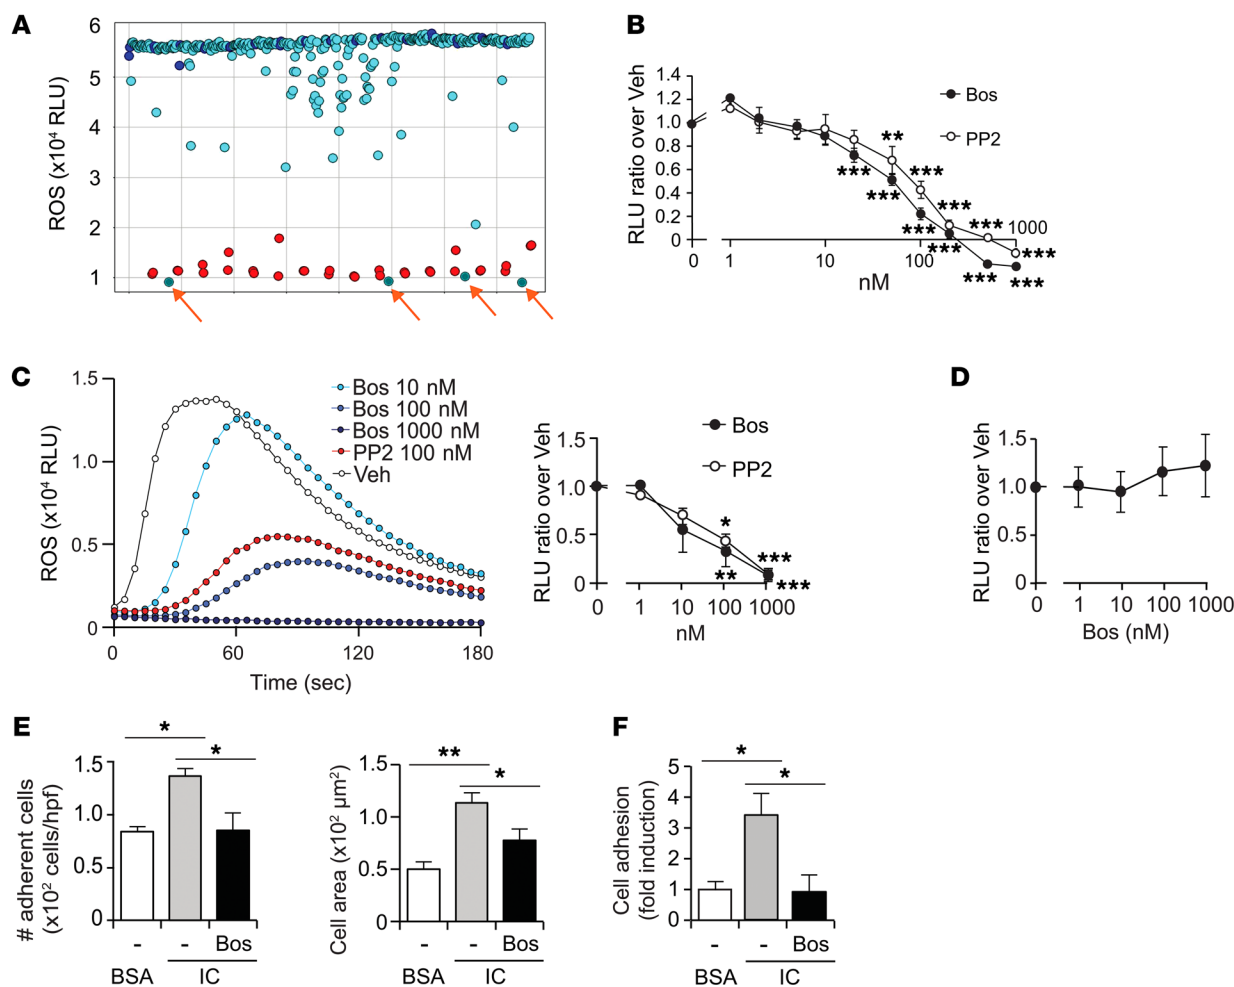 A
ROS (x10⁴ RLU)
6
5
4
3
2
1
B
RLU ratio over Veh
1.4
1.2
1.0
0.8
0.6
0.4
0.2
0
Bos
PP2
**
***
***
***
***
***
***
***
***
***
***
1000
0
1
10
100
nM
C
ROS (x10⁴ RLU)
1.5
1.0
0.5
0
Bos 10 nM
Bos 100 nM
Bos 1000 nM
PP2 100 nM
Veh
0
60
120
180
Time (sec)
RLU ratio over Veh
1.5
1.0
0.5
0
Bos
PP2
*
**
***
***
0
1
10
100
1000
nM
D
RLU ratio over Veh
1.5
1.0
0.5
0
0
1
10
100
1000
Bos (nM)
E
# adherent cells
(x10² cells/hpf)
1.5
1.0
0.5
0
*
*
-
-
Bos
BSA
IC
Cell area (x10² µm²)
1.5
1.0
0.5
0
**
*
-
-
Bos
BSA
IC
F
Cell adhesion
(fold induction)
5
4
3
2
1
0
*
*
-
-
Bos
BSA
IC